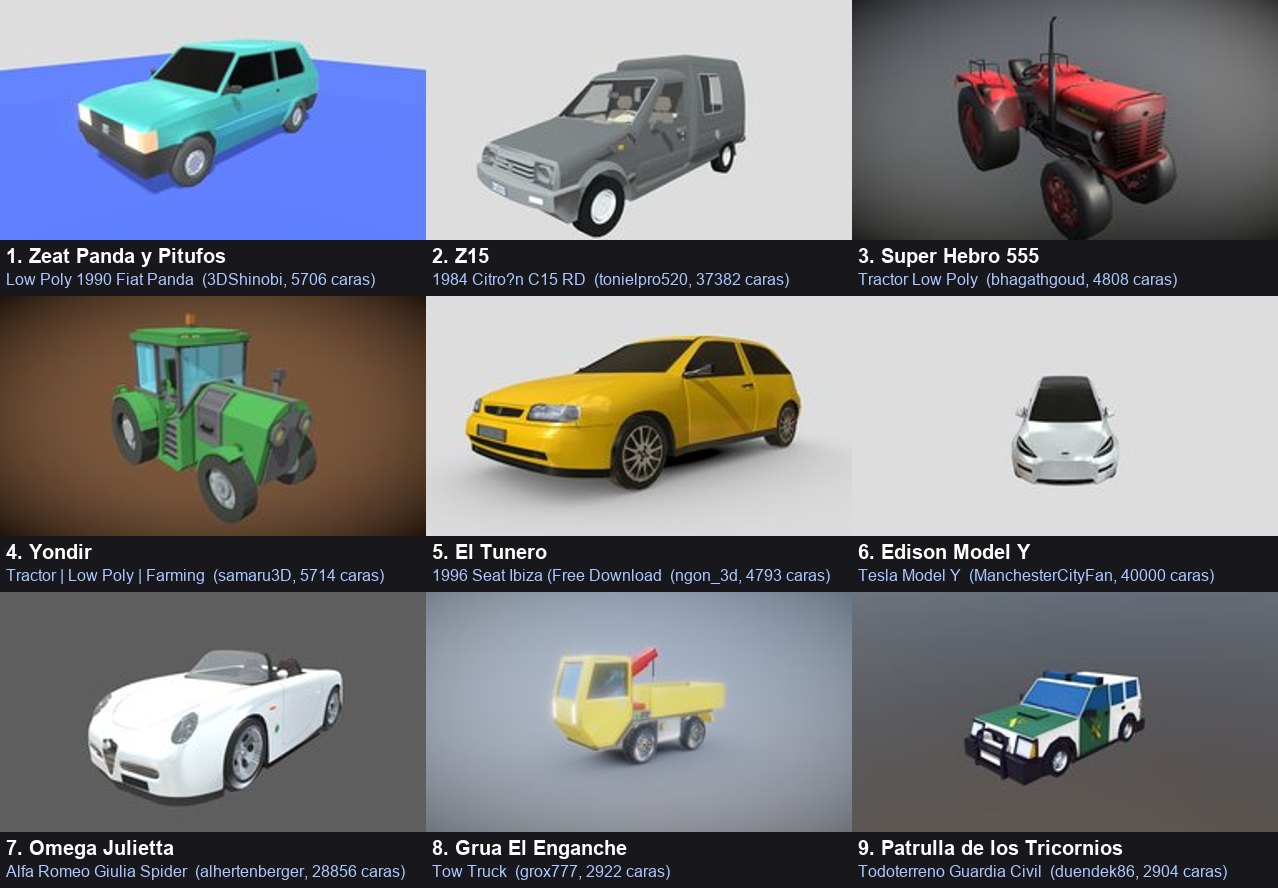 1. Zeat Panda y Pitufos
Low Poly 1990 Fiat Panda (3DShinobi, 5706 caras)
2. Z15
1984 Citro?n C15 RD (tonielpro520, 37382 caras)
3. Super Hebro 555
Tractor Low Poly (bhagathgoud, 4808 caras)
4. Yondir
Tractor | Low Poly | Farming (samaru3D, 5714 caras)
5. El Tunero
1996 Seat Ibiza (Free Download (ngon_3d, 4793 caras)
6. Edison Model Y
Tesla Model Y (ManchesterCityFan, 40000 caras)
7. Omega Julietta
Alfa Romeo Giulia Spider (alhertenberger, 28856 caras)
8. Grua El Enganche
Tow Truck (grox777, 2922 caras)
9. Patrulla de los Tricornios
Todoterreno Guardia Civil (duendek86, 2904 caras)